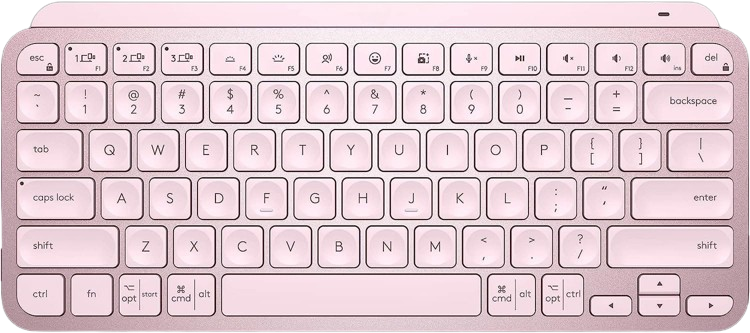 esc 1 F1 2 F2 3 F3 F4 F5 F6 F7 F8 F9 F10 F11 F12 ins del
~ ` ! 1 @ 2 # 3 $ 4 % 5 ^ 6 & 7 * 8 ( 9 ) 0 _ - + = backspace
tab Q W E R T Y U I O P { [ } ] | \
caps lock A S D F G H J K L : ; “ ‘ enter
shift Z X C V B N M < , > . ? / shift
ctrl fn ⌥ opt start ⌘ cmd alt ⌘ cmd alt ⌥ opt ctrl ◀ ▲ ▼ ▶